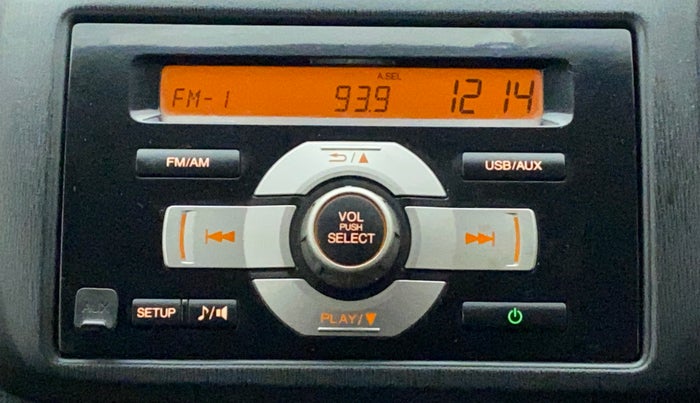 A.SEL
FM-1 93.9 12 14
FM/AM
/▲
USB/AUX
VOL
PUSH
SELECT
AUX
SETUP
♪/
PLAY/▼